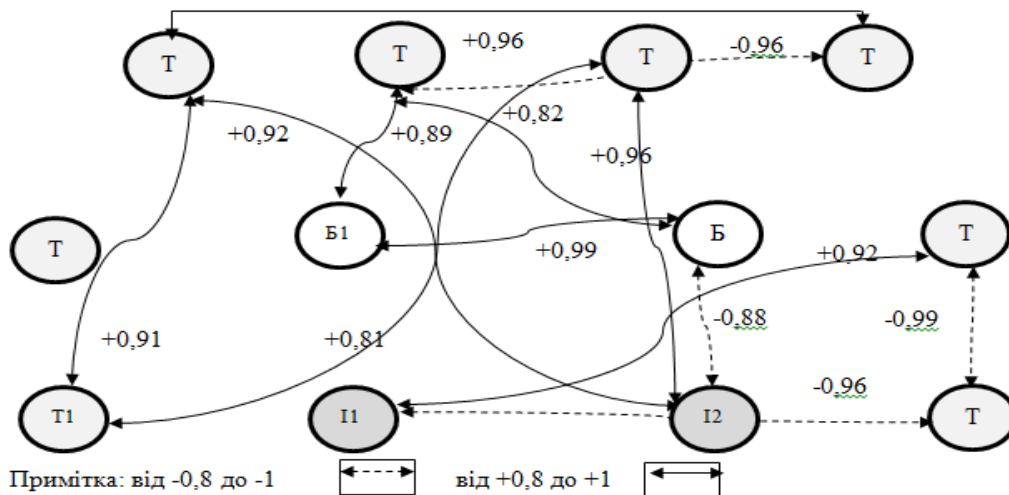 +0,96
-0,96
Т
Т
Т
Т
+0,92
+0,89
+0,82
+0,96
Т
Б1
Б
Т
+0,99
+0,92
+0,91
+0,81
-0,88
-0,99
-0,96
Т1
І1
І2
Т
Примітка: від -0,8 до -1
від +0,8 до +1